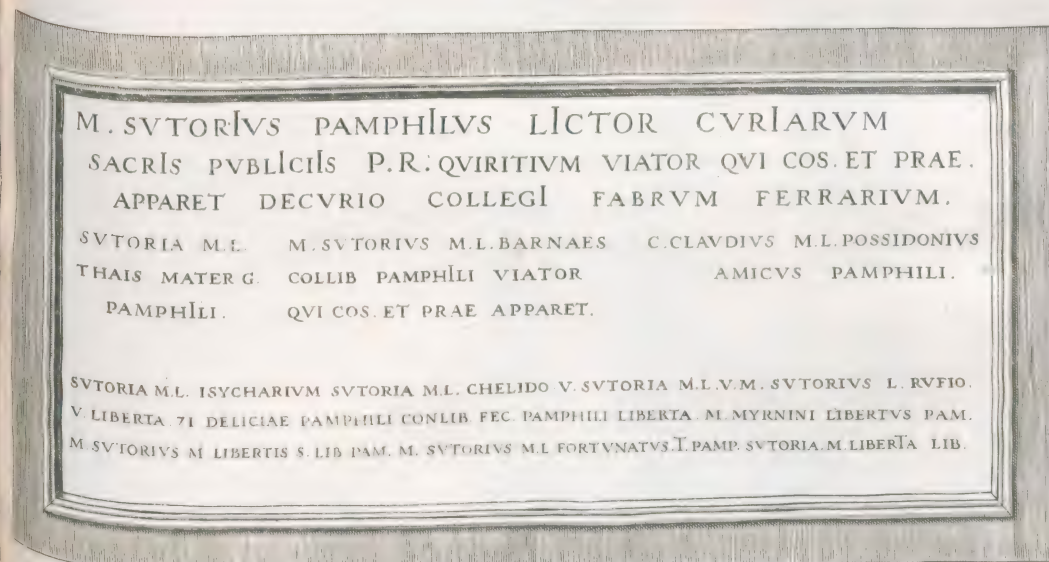 M. SVTORIVS PAMPHILVS LICTOR CVRIARVM
SACRIS PVBLICIIS P.R. QVIRITIVM VIATOR QVI COS. ET PRAE.
APPARET DECVRIO COLLEGI FABRVM FERRARIVM.
SVTORIA M.L. M. SVTORIVS M.L. BARNAES C. CLAVDIVS M.L. POSSIDONIVS
THAIS MATER G. COLLIB PAMPHILI VIATOR AMICVS PAMPHILI.
PAMPHILI. QVI COS. ET PRAE APPARET.
SVTORIA M.L. ISYCHARIVM SVTORIA M.L. CHELIDO V. SVTORIA M.L.V.M. SVTORIVS L. RVFIO.
V. LIBERTA 71 DELICIAE PAMPHILI CONLIB FEC. PAMPHILI LIBERTA M. MYRNINI LIBERTVS PAM.
M. SVTORIVS M LIBERTIS S. LIB PAM. M. SVTORIVS M.L FORTVNATVS.T. PAMP. SVTORIA. M. LIBERTA LIB.